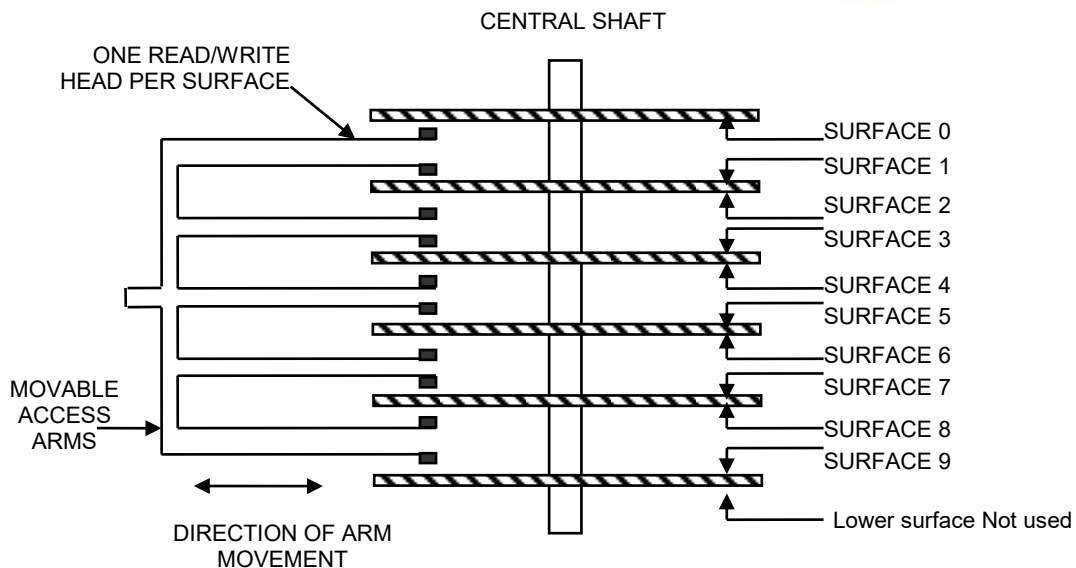 CENTRAL SHAFT
ONE READ/WRITE
HEAD PER SURFACE
SURFACE 0
SURFACE 1
SURFACE 2
SURFACE 3
SURFACE 4
SURFACE 5
SURFACE 6
SURFACE 7
SURFACE 8
SURFACE 9
Lower surface Not used
MOVABLE
ACCESS
ARMS
DIRECTION OF ARM
MOVEMENT